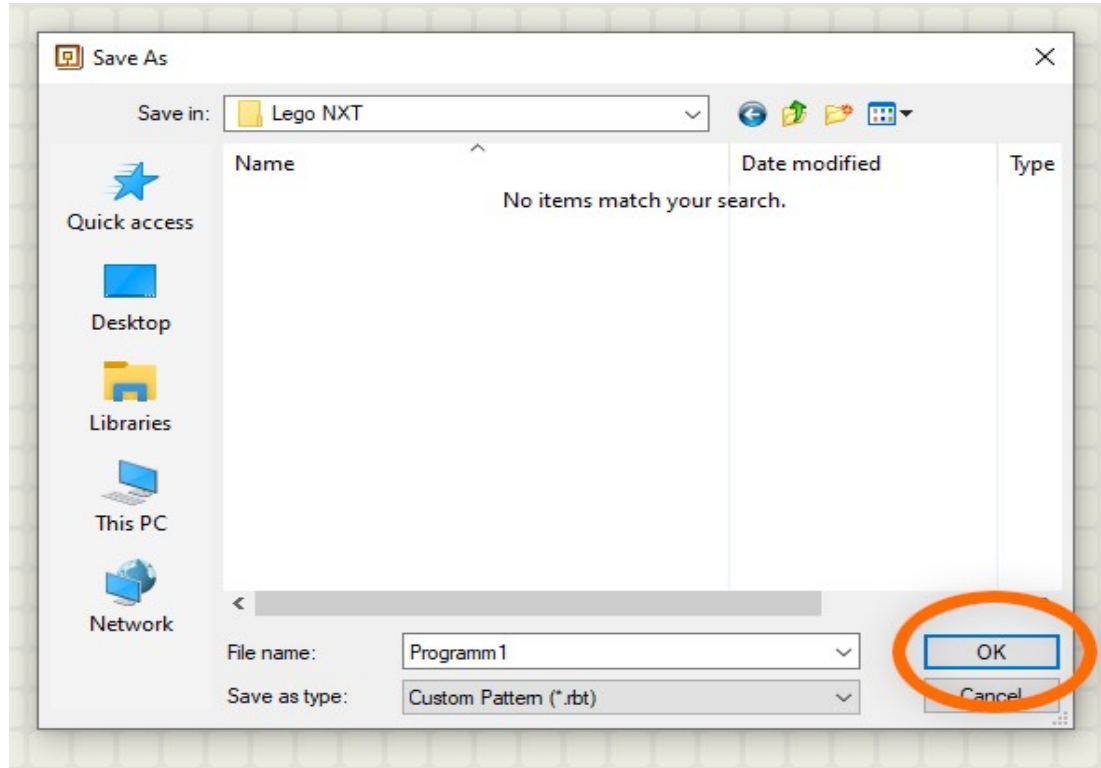 Save As
Save in: Lego NXT
Name Date modified Type
No items match your search.
Quick access
Desktop
Libraries
This PC
Network
File name: Programm1 OK
Save as type: Custom Pattern (*.rbt) Cancel